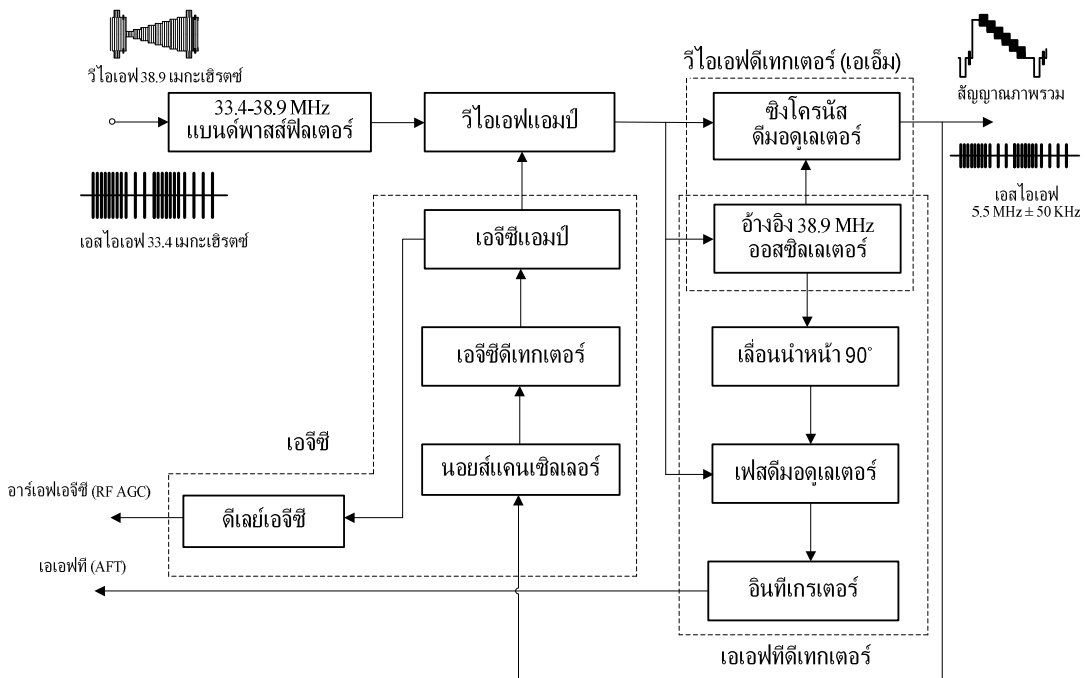 วีไอเอฟ 38.9 เมกะเฮิรตซ์
33.4-38.9 MHz
แบนด์พาสส์ฟิลเตอร์
เอสไอเอฟ 33.4 เมกะเฮิรตซ์
วีไอเอฟแอมป์
วีไอเอฟดีเทกเตอร์ (เอเอ็ม)
ซิงโครนัส
ดีมอดูเลเตอร์
สัญญาณภาพรวม
เอสไอเอฟ
5.5 MHz ± 50 KHz
อ้างอิง 38.9 MHz
ออสซิลเลเตอร์
เอจีซีแอมป์
เอจีซีดีเทกเตอร์
เลื่อนนำหน้า 90°
เอจีซี
นอยส์แคนเซิลเลอร์
เฟสดีมอดูเลเตอร์
อาร์เอฟเอจีซี (RF AGC)
ดีเลย์เอจีซี
เอเอฟที (AFT)
อินทีเกรเตอร์
เอเอฟทีดีเทกเตอร์